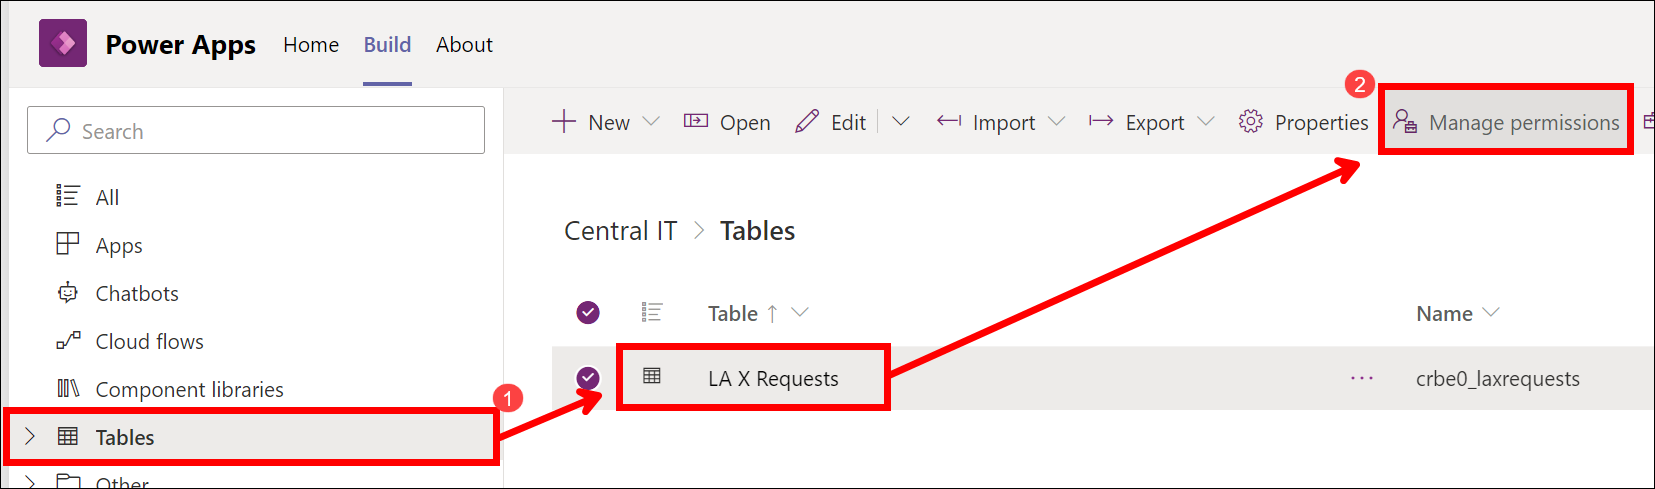 Power Apps Home Build About
Search
2
New Open Edit Import Export Properties Manage permissions
All
Apps
Chatbots
Cloud flows
Component libraries
1
Tables
Other
Central IT > Tables
Table ↑ Name
LA X Requests ... crbe0_laxrequests